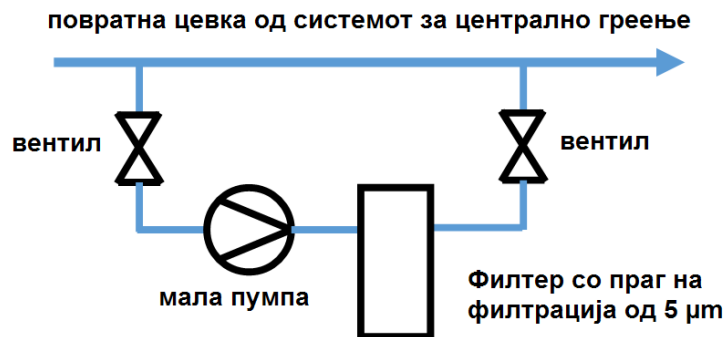 повратна цевка од системот за централно греење
вентил
вентил
мала пумпа
Филтер со праг на
филтрација од 5 µm